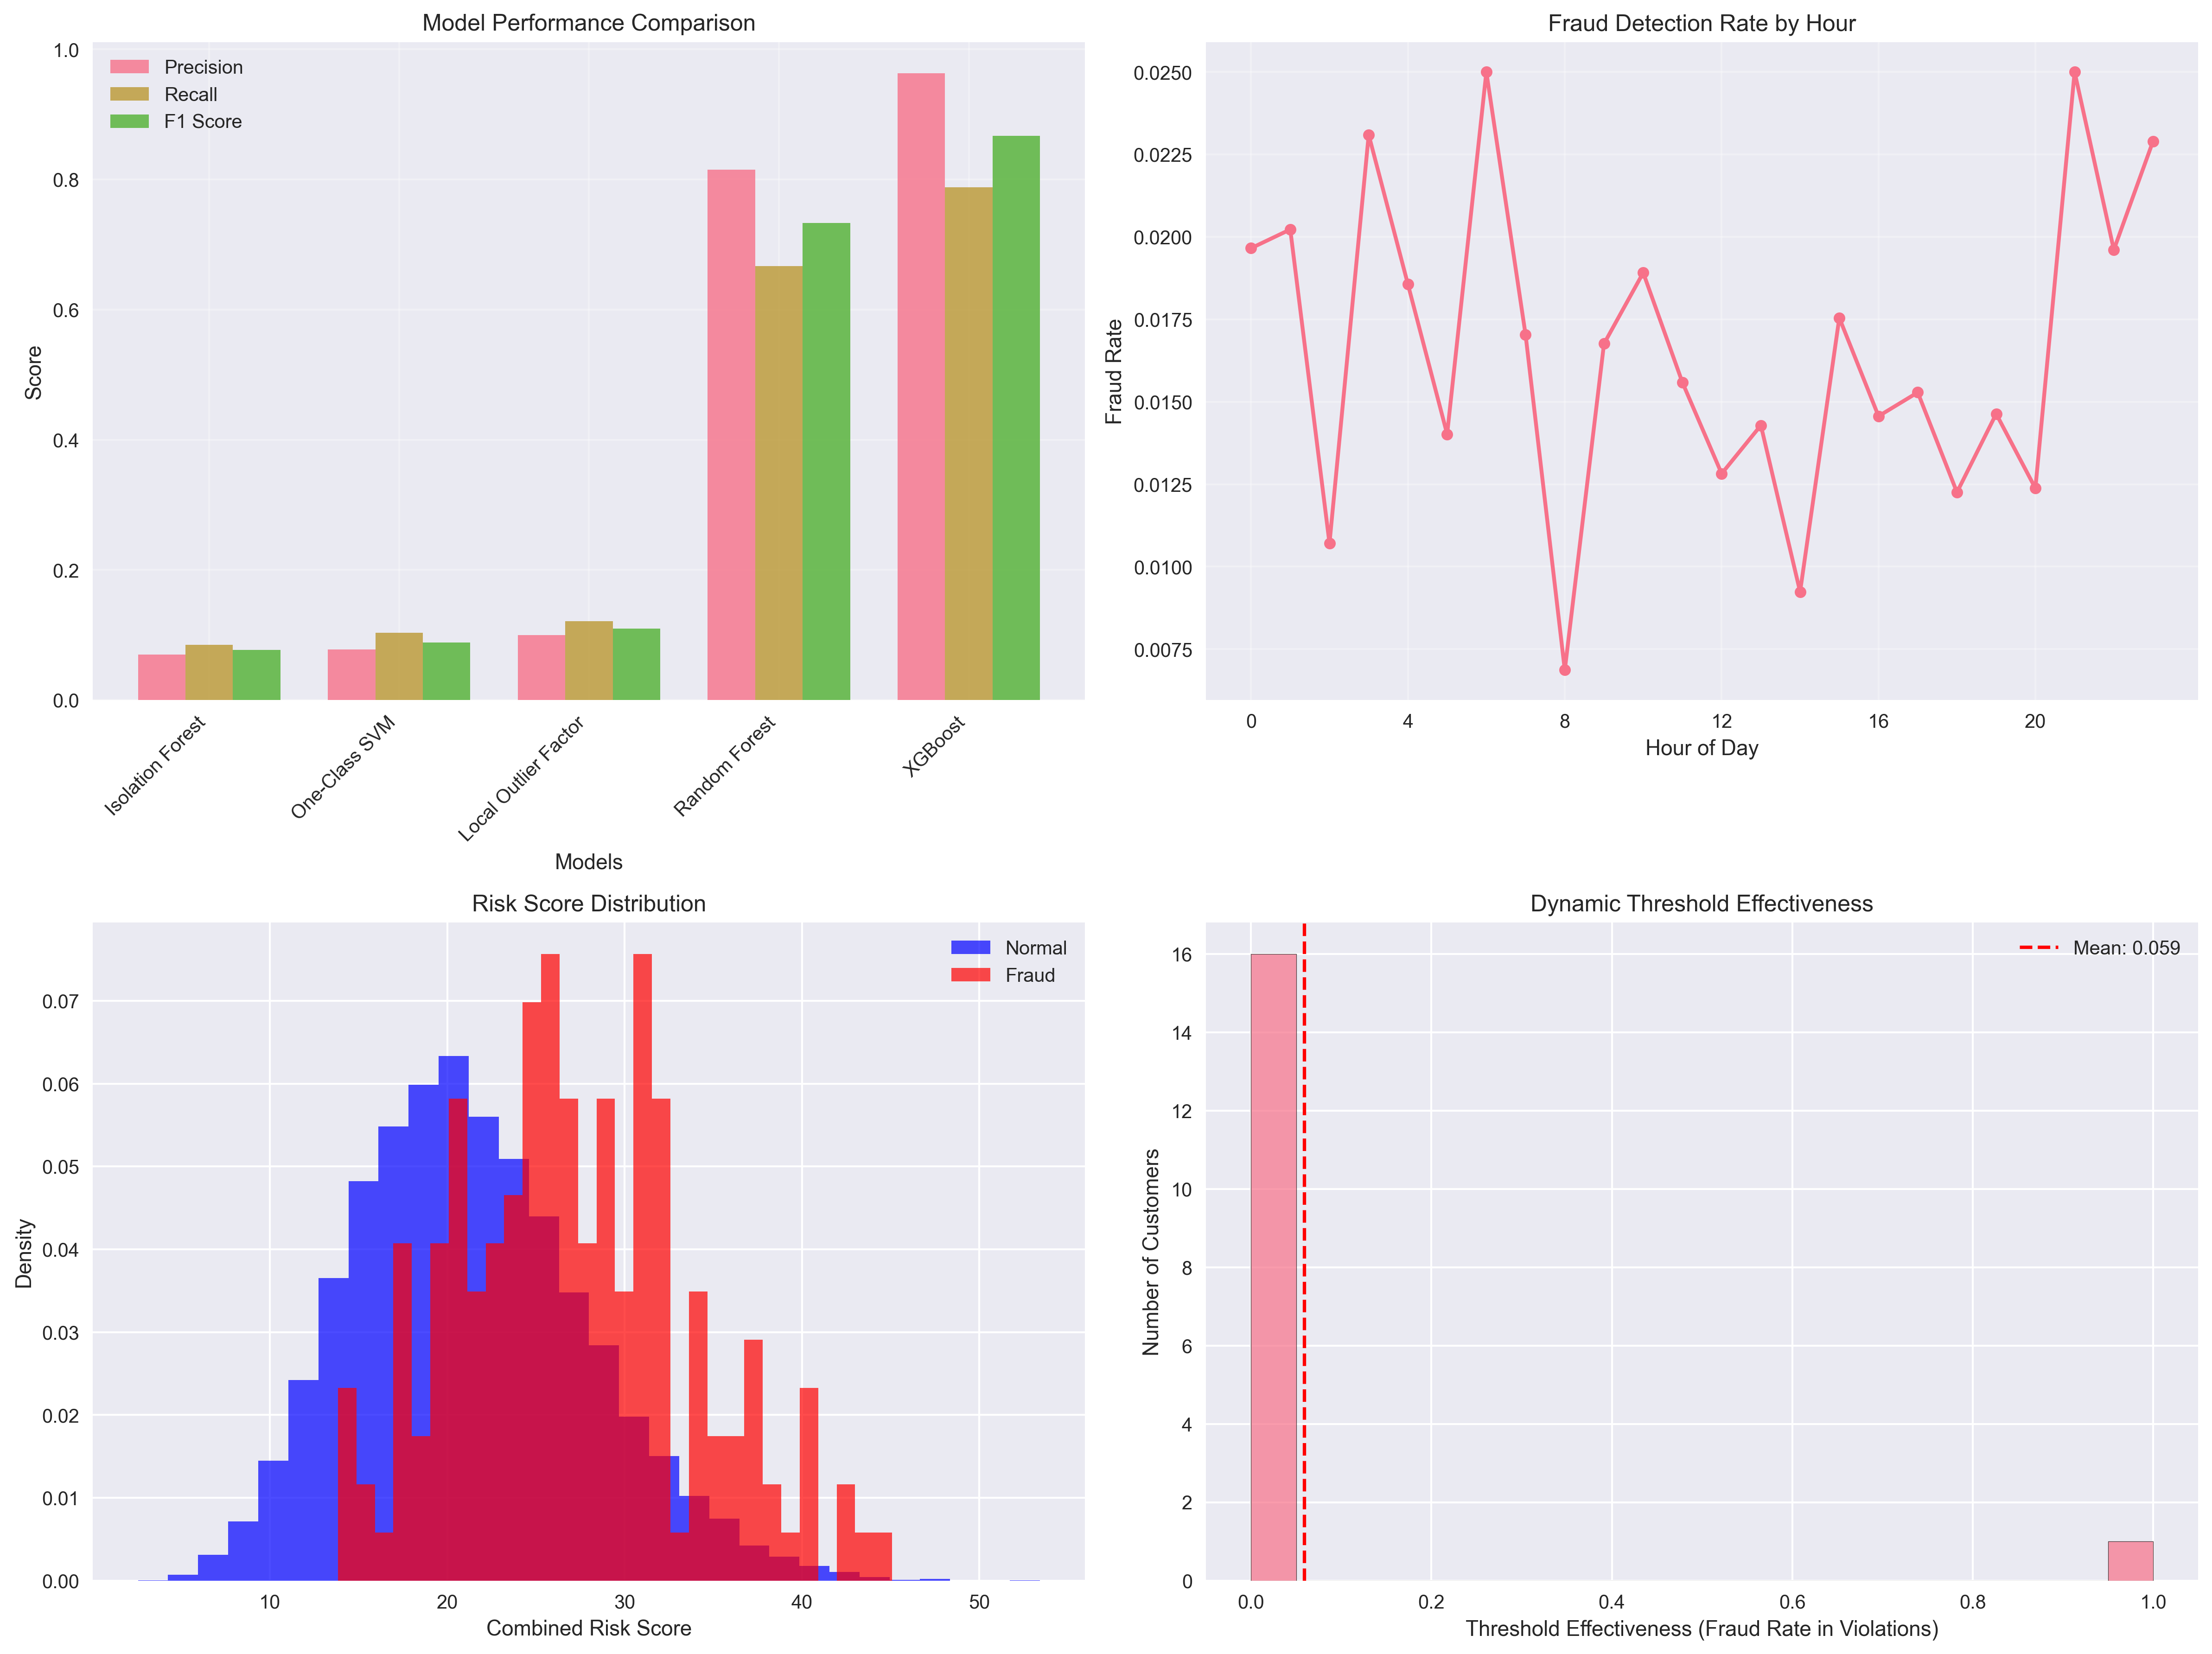 Model Performance Comparison
Precision
Recall
F1 Score
1.0
0.8
0.6
0.4
0.2
0.0
Score
Isolation Forest
One-Class SVM
Local Outlier Factor
Random Forest
XGBoost
Models
Fraud Detection Rate by Hour
0.0250
0.0225
0.0200
0.0175
0.0150
0.0125
0.0100
0.0075
Fraud Rate
0 4 8 12 16 20
Hour of Day
Risk Score Distribution
Normal
Fraud
0.07
0.06
0.05
0.04
0.03
0.02
0.01
0.00
Density
10 20 30 40 50
Combined Risk Score
Dynamic Threshold Effectiveness
Mean: 0.059
16
14
12
10
8
6
4
2
0
Number of Customers
0.0 0.2 0.4 0.6 0.8 1.0
Threshold Effectiveness (Fraud Rate in Violations)